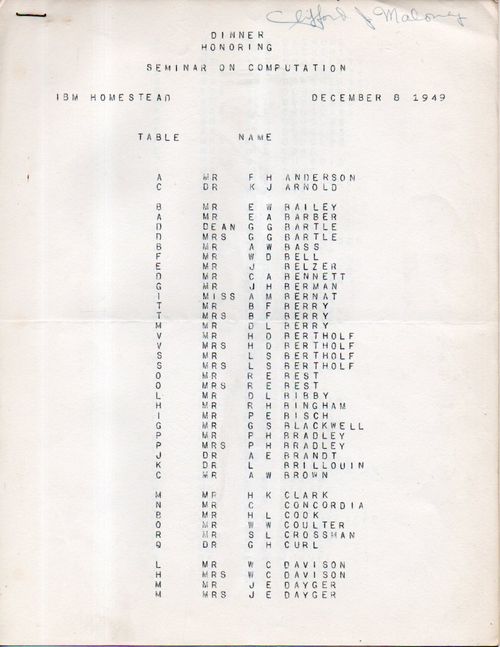 Clifford J Maloney
DINNER
HONORING
SEMINAR ON COMPUTATION
IBM HOMESTEAD DECEMBER 8 1949
TABLE NAME
A MR F H ANDERSON
C DR K J ARNOLD
B MR E W BAILEY
A MR E A BARBER
D DEAN G G BARTLE
D MRS G G BARTLE
B MR A W BASS
F MR W D BELL
E MR J BELZER
D MR C A BENNETT
G MR J H BERMAN
I MISS A M BERNAT
T MR B F BERRY
T MRS B F BERRY
M MR D L BERRY
V MR H D BERTHOLF
V MRS H D BERTHOLF
S MR L S BERTHOLF
S MRS L S BERTHOLF
O MR R E BEST
O MRS R E BEST
L MR D L BIBBY
H MR R H BINGHAM
I MR P E BISCH
G MR G S BLACKWELL
P MR P H BRADLEY
P MRS P H BRADLEY
J DR A E BRANDT
K DR L BRILLOUIN
C MR A W BROWN
M MR H K CLARK
N MR C CONCORDIA
B MR H L COOK
O MR W W COULTER
R MR S L CROSSMAN
Q DR G H CURL
L MR W C DAVISON
H MRS W C DAVISON
M MR J E DAYGER
M MRS J E DAYGER